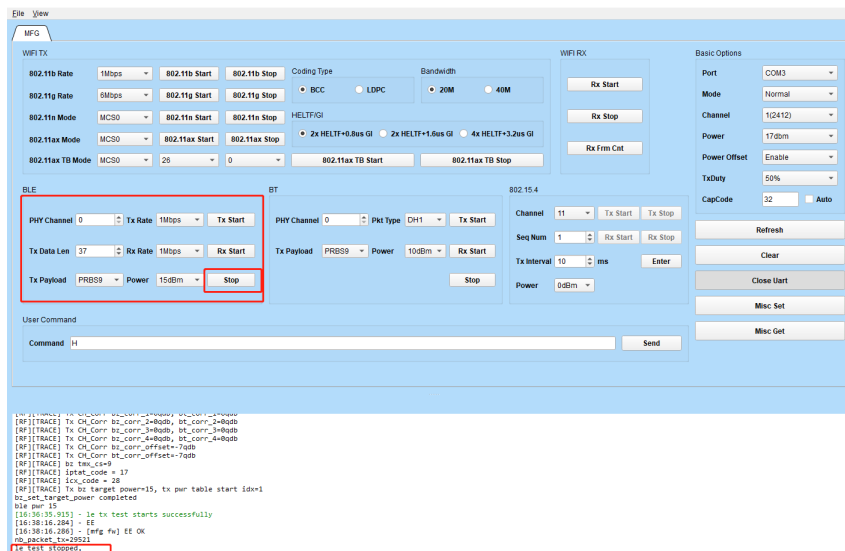 File View
MFG
WIFI TX
802.11b Rate 1Mbps 802.11b Start 802.11b Stop
802.11g Rate 6Mbps 802.11g Start 802.11g Stop
802.11n Mode MCS0 802.11n Start 802.11n Stop
802.11ax Mode MCS0 802.11ax Start 802.11ax Stop
802.11ax TB Mode MCS0 26 0 802.11ax TB Start 802.11ax TB Stop
Coding Type
BCC LDPC
Bandwidth
20M 40M
HELTF/GI
2x HELTF+0.8us GI 2x HELTF+1.6us GI 4x HELTF+3.2us GI
WIFI RX
Rx Start
Rx Stop
Rx Frm Cnt
Basic Options
Port COM3
Mode Normal
Channel 1(2412)
Power 17dbm
Power Offset Enable
TxDuty 50%
CapCode 32 Auto
Refresh
Clear
Close Uart
Misc Set
Misc Get
BLE
PHY Channel 0 Tx Rate 1Mbps Tx Start
Tx Data Len 37 Rx Rate 1Mbps Rx Start
Tx Payload PRBS9 Power 15dBm Stop
BT
PHY Channel 0 Pkt Type DH1 Tx Start
Tx Payload PRBS9 Power 10dBm Rx Start
Stop
802.15.4
Channel 11 Tx Start Tx Stop
Seq Num 1 Rx Start Rx Stop
Tx Interval 10 ms Enter
Power 0dBm
User Command
Command H Send
[RF][TRACE] Tx CH_Corr bz_corr_1=0qdb, bt_corr_1=0qdb
[RF][TRACE] Tx CH_Corr bz_corr_2=0qdb, bt_corr_2=0qdb
[RF][TRACE] Tx CH_Corr bz_corr_3=0qdb, bt_corr_3=0qdb
[RF][TRACE] Tx CH_Corr bz_corr_4=0qdb, bt_corr_4=0qdb
[RF][TRACE] Tx CH_Corr bz_corr_offset=-7qdb
[RF][TRACE] Tx CH_Corr bt_corr_offset=-7qdb
[RF][TRACE] bz tmx_cs=9
[RF][TRACE] iptat_code = 17
[RF][TRACE] icx_code = 28
[RF][TRACE] Tx bz target power=15, tx pwr table start idx=1
bz_set_target_power completed
ble pwr 15
[16:36:35.915] - le tx test starts successfully
[16:38:16.284] - EE
[16:38:16.286] - [mfg fw] EE OK
nb_packet_tx=29521
le test stopped.